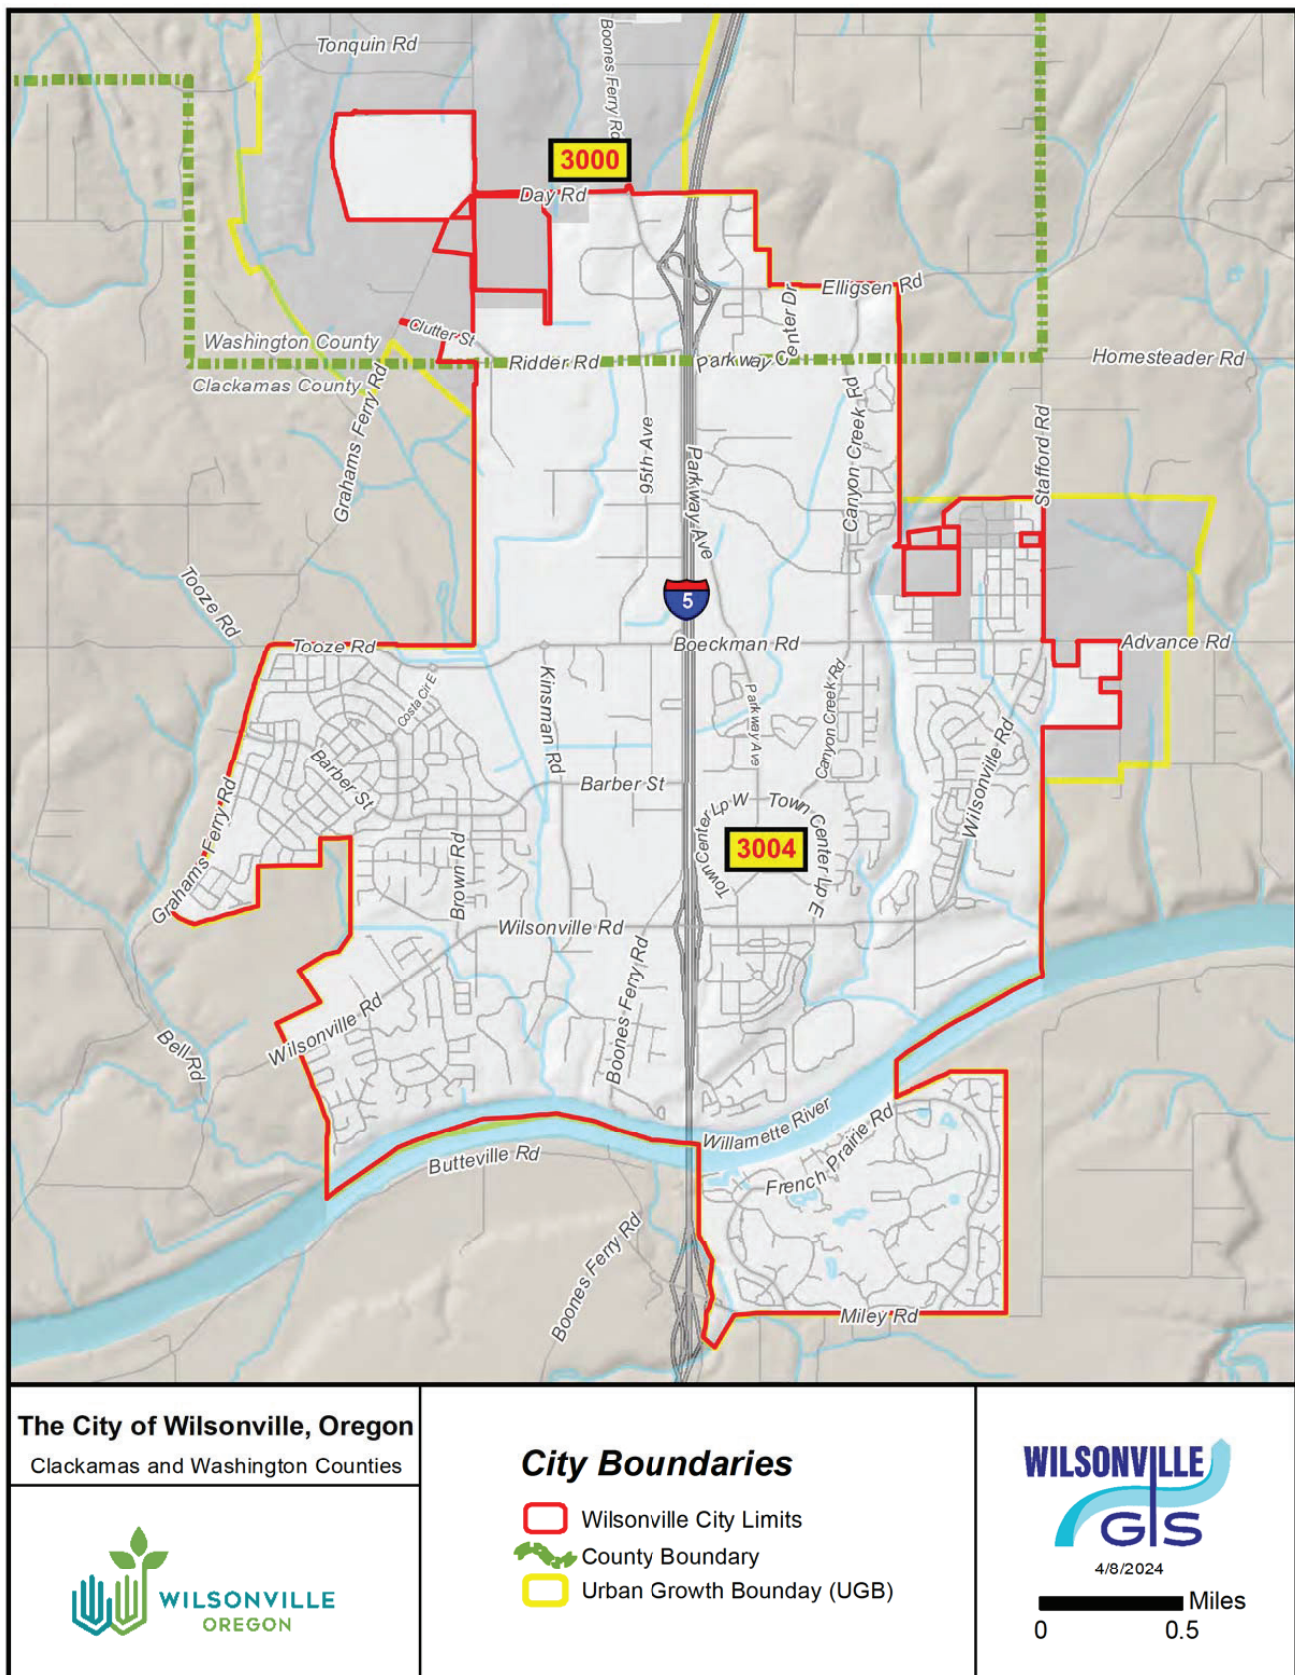 Tonquin Rd
Boones Ferry Rd
3000
Day Rd
Elligsen Rd
Clutter St
Washington County
Ridder Rd
Parkway Center Dr
Homesteader Rd
Clackamas County
Grahams Ferry Rd
95th Ave
Parkway Ave
Canyon Creek Rd
Stafford Rd
5
Tooze Rd
Tooze Rd
Boeckman Rd
Advance Rd
Costa Cir E
Kinsman Rd
Parkway Ave
Canyon Creek Rd
Wilsonville Rd
Barber St
Barber St
Grahams Ferry Rd
Town Center Lp W
Town Center Lp E
3004
Brown Rd
Wilsonville Rd
Boones Ferry Rd
Wilsonville Rd
Bell Rd
Willamette River
French Prairie Rd
Butteville Rd
Boones Ferry Rd
Miley Rd
The City of Wilsonville, Oregon
Clackamas and Washington Counties
WILSONVILLE
OREGON
City Boundaries
Wilsonville City Limits
County Boundary
Urban Growth Bounday (UGB)
WILSONVILLE
GIS
4/8/2024
Miles
0 0.5